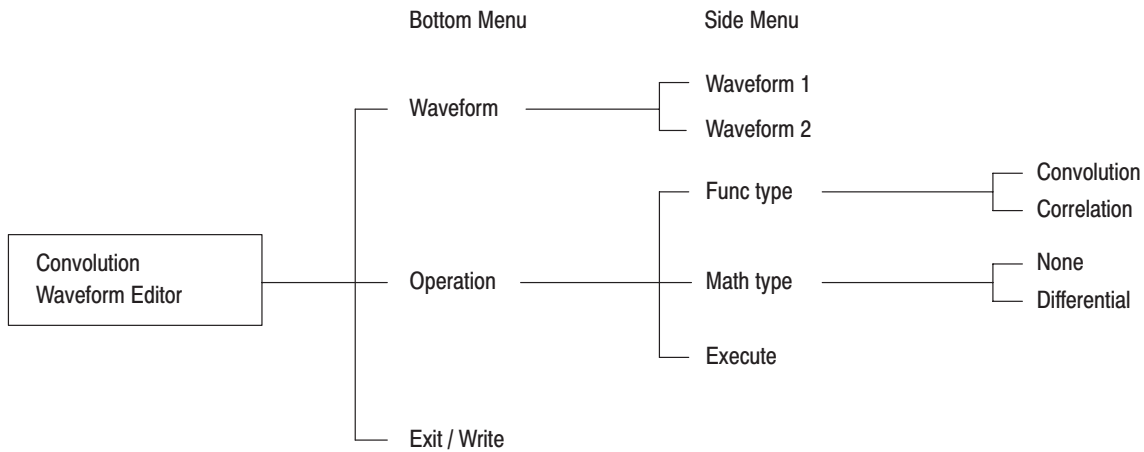 Bottom Menu
Side Menu
Waveform
Waveform 1
Waveform 2
Func type
Convolution
Correlation
Convolution
Waveform Editor
Operation
Math type
None
Differential
Execute
Exit / Write